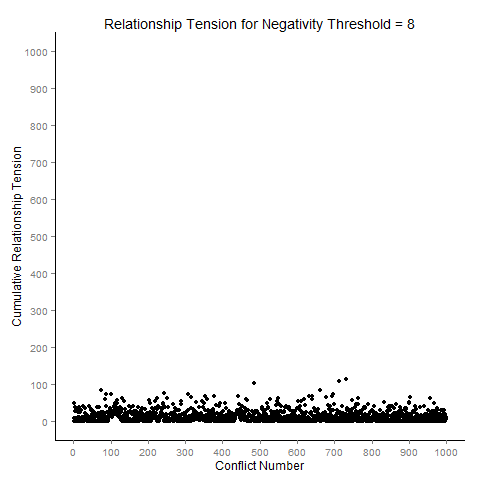 Relationship Tension for Negativity Threshold = 8
Cumulative Relationship Tension
1000
900
800
700
600
500
400
300
200
100
0
0 100 200 300 400 500 600 700 800 900 1000
Conflict Number